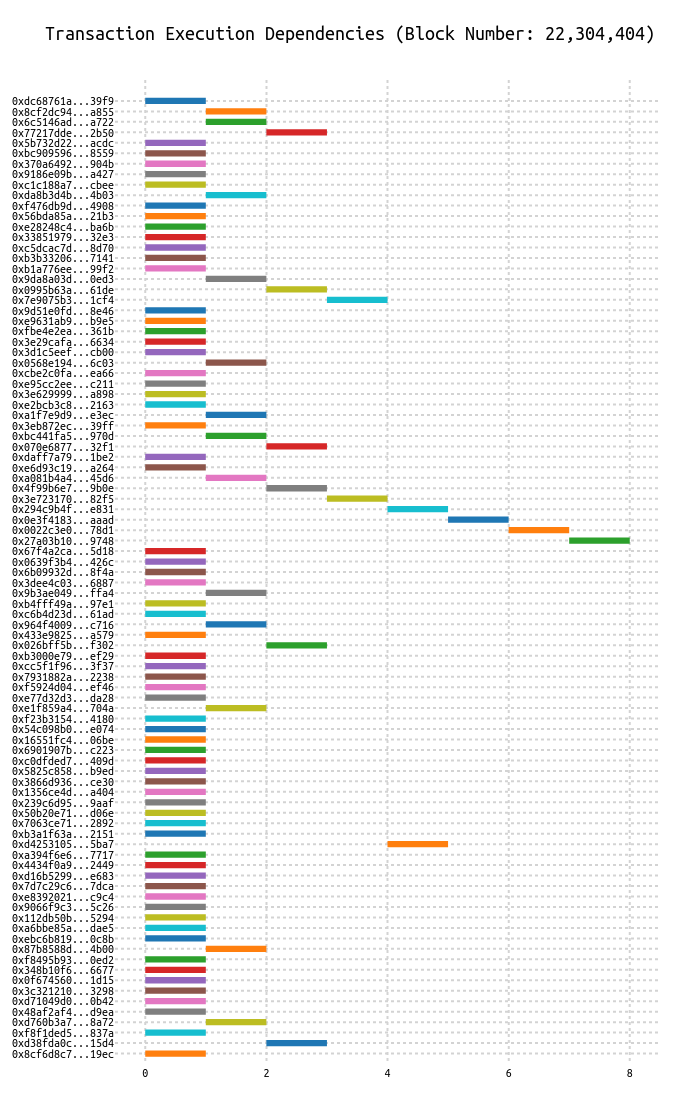 Transaction Execution Dependencies (Block Number: 22,304,404)
0xdc68761a...39f9
0x8cf2dc94...a855
0x6c5146ad...a722
0x77217dde...2b50
0x5b732d22...acdc
0xbc909596...8559
0x370a6492...904b
0x9186e09b...a427
0xc1c188a7...cbee
0xda8b3d4b...4b03
0xf476db9d...4908
0x56bda85a...21b3
0xe28248c4...ba6b
0x33851979...32e3
0xc5dcac7d...8d70
0xb3b33206...7141
0xb1a776ee...99f2
0x9da8a03d...0ed3
0x0995b63a...61de
0x7e9075b3...1cf4
0x9d51e0fd...8e46
0xe9631ab9...b9e5
0xfbe4e2ea...361b
0x3e29cafa...6634
0x3d1c5eef...cb00
0x0568e194...6c03
0xcbe2c0fa...ea66
0xe95cc2ee...c211
0x3e629999...a898
0xe2bcb3c8...2163
0xa1f7e9d9...e3ec
0x3eb872ec...39ff
0xbc441fa5...970d
0x070e6877...32f1
0xdaff7a79...1be2
0xe6d93c19...a264
0xa081b4a4...45d6
0x4f99b6e7...9b0e
0x3e723170...82f5
0x294c9b4f...e831
0x0e3f4183...aaad
0x0022c3e0...78d1
0x27a03b10...9748
0x67f4a2ca...5d18
0x0639f3b4...426c
0x6b09932d...8f4a
0x3dee4c03...6887
0x9b3ae049...ffa4
0xb4fff49a...97e1
0xc6b4d23d...61ad
0x964f4009...c716
0x433e9825...a579
0x026bff5b...f302
0xb3000e79...ef29
0xcc5f1f96...3f37
0x7931882a...2238
0xf5924d04...ef46
0xe77d32d3...da28
0xe1f859a4...704a
0xf23b3154...4180
0x54c098b0...e074
0x16551fc4...06be
0x6901907b...c223
0xc0dfded7...409d
0x5825c858...b9ed
0x3866d936...ce30
0x1356ce4d...a404
0x239c6d95...9aaf
0x50b20e71...d06e
0x7063ce71...2892
0xb3a1f63a...2151
0xd4253105...5ba7
0xa394f6e6...7717
0x4434f0a9...2449
0xd16b5299...e683
0x7d7c29c6...7dca
0xe8392021...c9c4
0x9066f9c3...5c26
0x112db50b...5294
0xa6bbe85a...dae5
0xebc6b819...0c8b
0x87b8588d...4b00
0xf8495b93...0ed2
0x348b10f6...6677
0x0f674560...1d15
0x3c321210...3298
0xd71049d0...0b42
0x48af2af4...d9ea
0xd760b3a7...8a72
0xf8f1ded5...837a
0xd38fda0c...15d4
0x8cf6d8c7...19ec
0 2 4 6 8